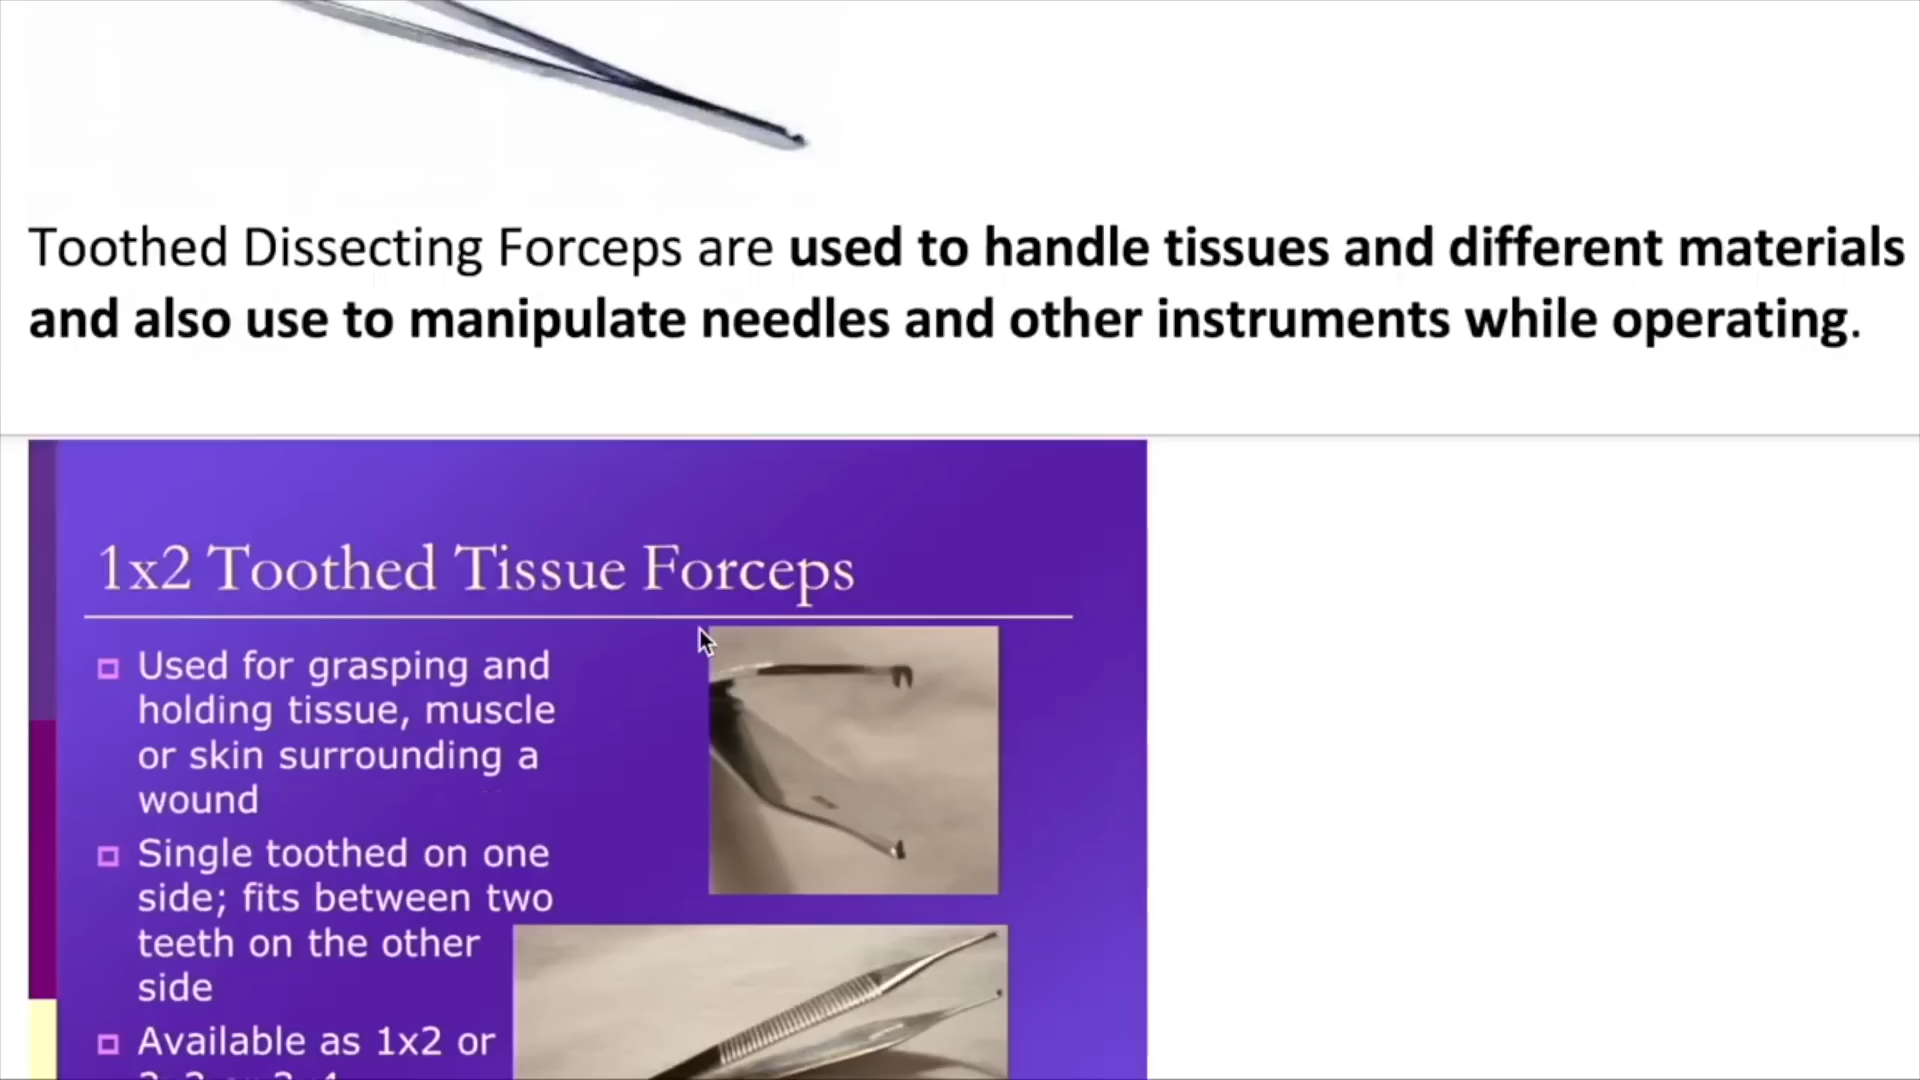 Toothed Dissecting Forceps are used to handle tissues and different materials
and also use to manipulate needles and other instruments while operating.
1x2 Toothed Tissue Forceps
Used for grasping and
holding tissue, muscle
or skin surrounding a
wound
Single toothed on one
side; fits between two
teeth on the other
side
Available as 1x2 or